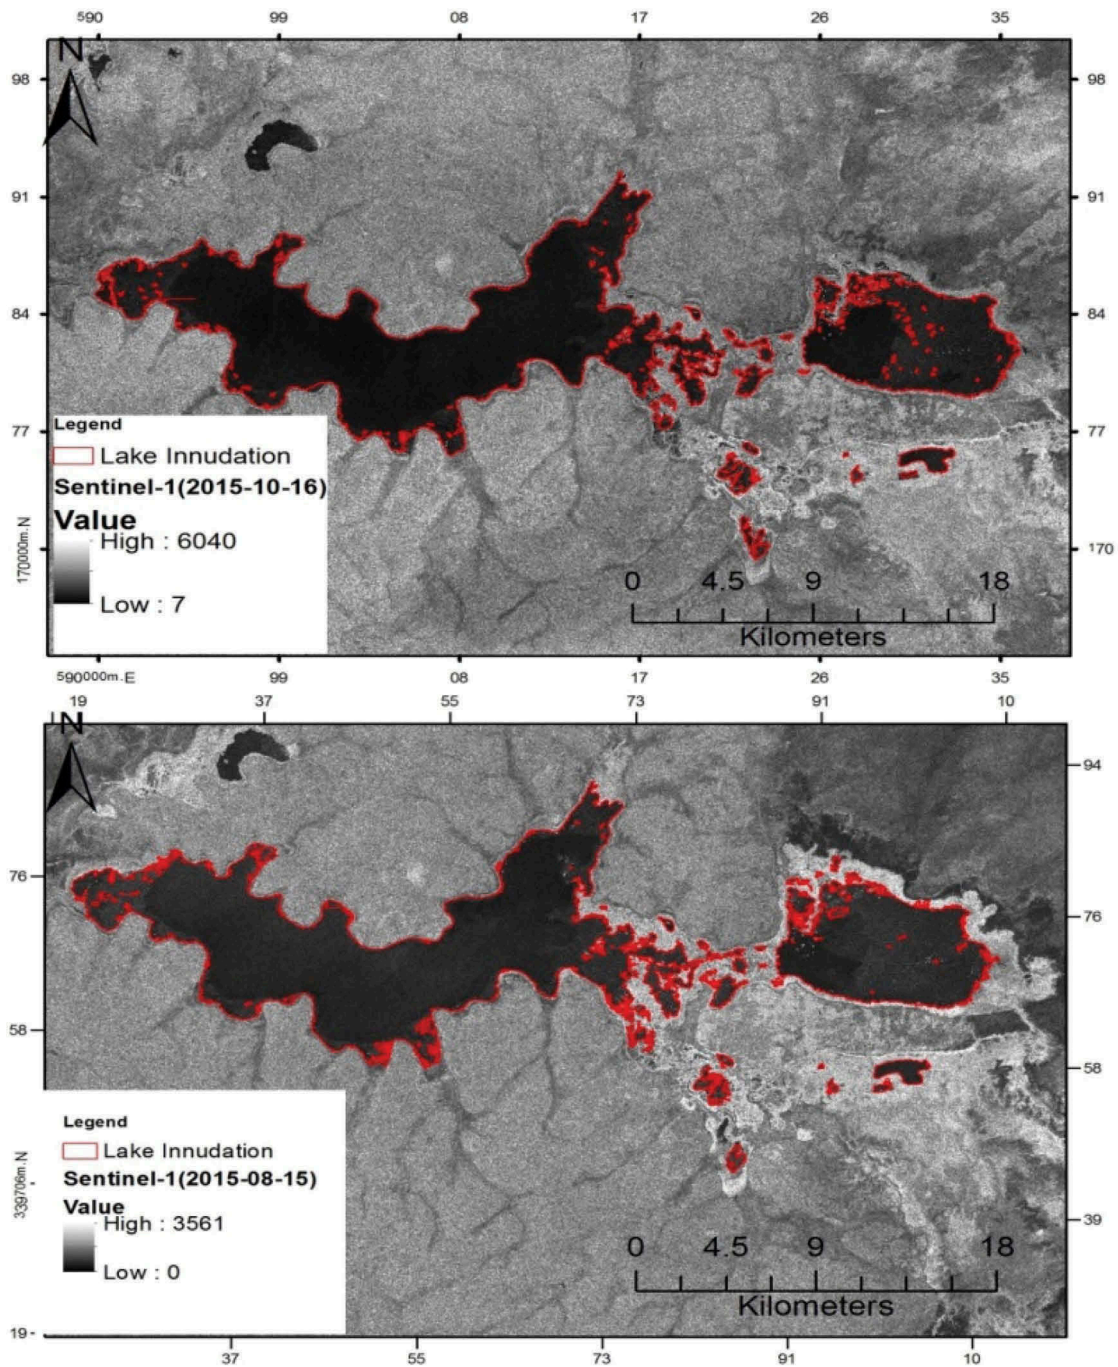 590 99 08 17 26 35
N
98 98
91 91
84 84
77 77
170000m.N 170
Legend
Lake Innudation
Sentinel-1(2015-10-16)
Value
High : 6040
Low : 7
0 4.5 9 18
Kilometers
590000m.E 99 08 17 26 35
19 37 55 73 91 10
N
94
76 76
58 58
339706m.N 39
19
Legend
Lake Innudation
Sentinel-1(2015-08-15)
Value
High : 3561
Low : 0
0 4.5 9 18
Kilometers
37 55 73 91 10